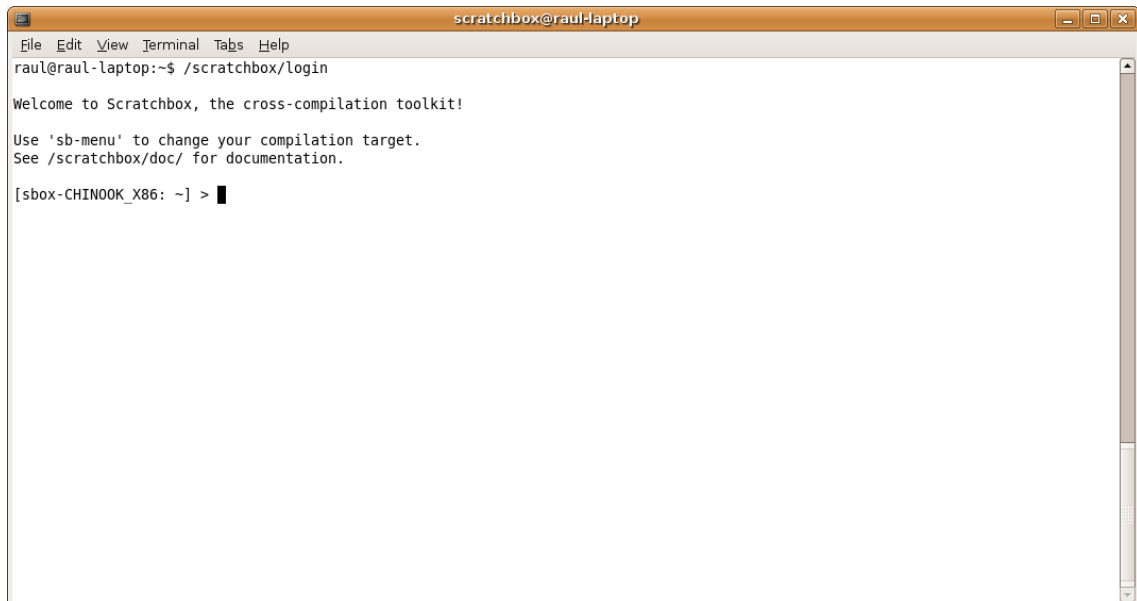 scratchbox@raul-laptop
File Edit View Terminal Tabs Help
raul@raul-laptop:~$ /scratchbox/login
Welcome to Scratchbox, the cross-compilation toolkit!
Use 'sb-menu' to change your compilation target.
See /scratchbox/doc/ for documentation.
[sbox-CHINOOK_X86: ~] >